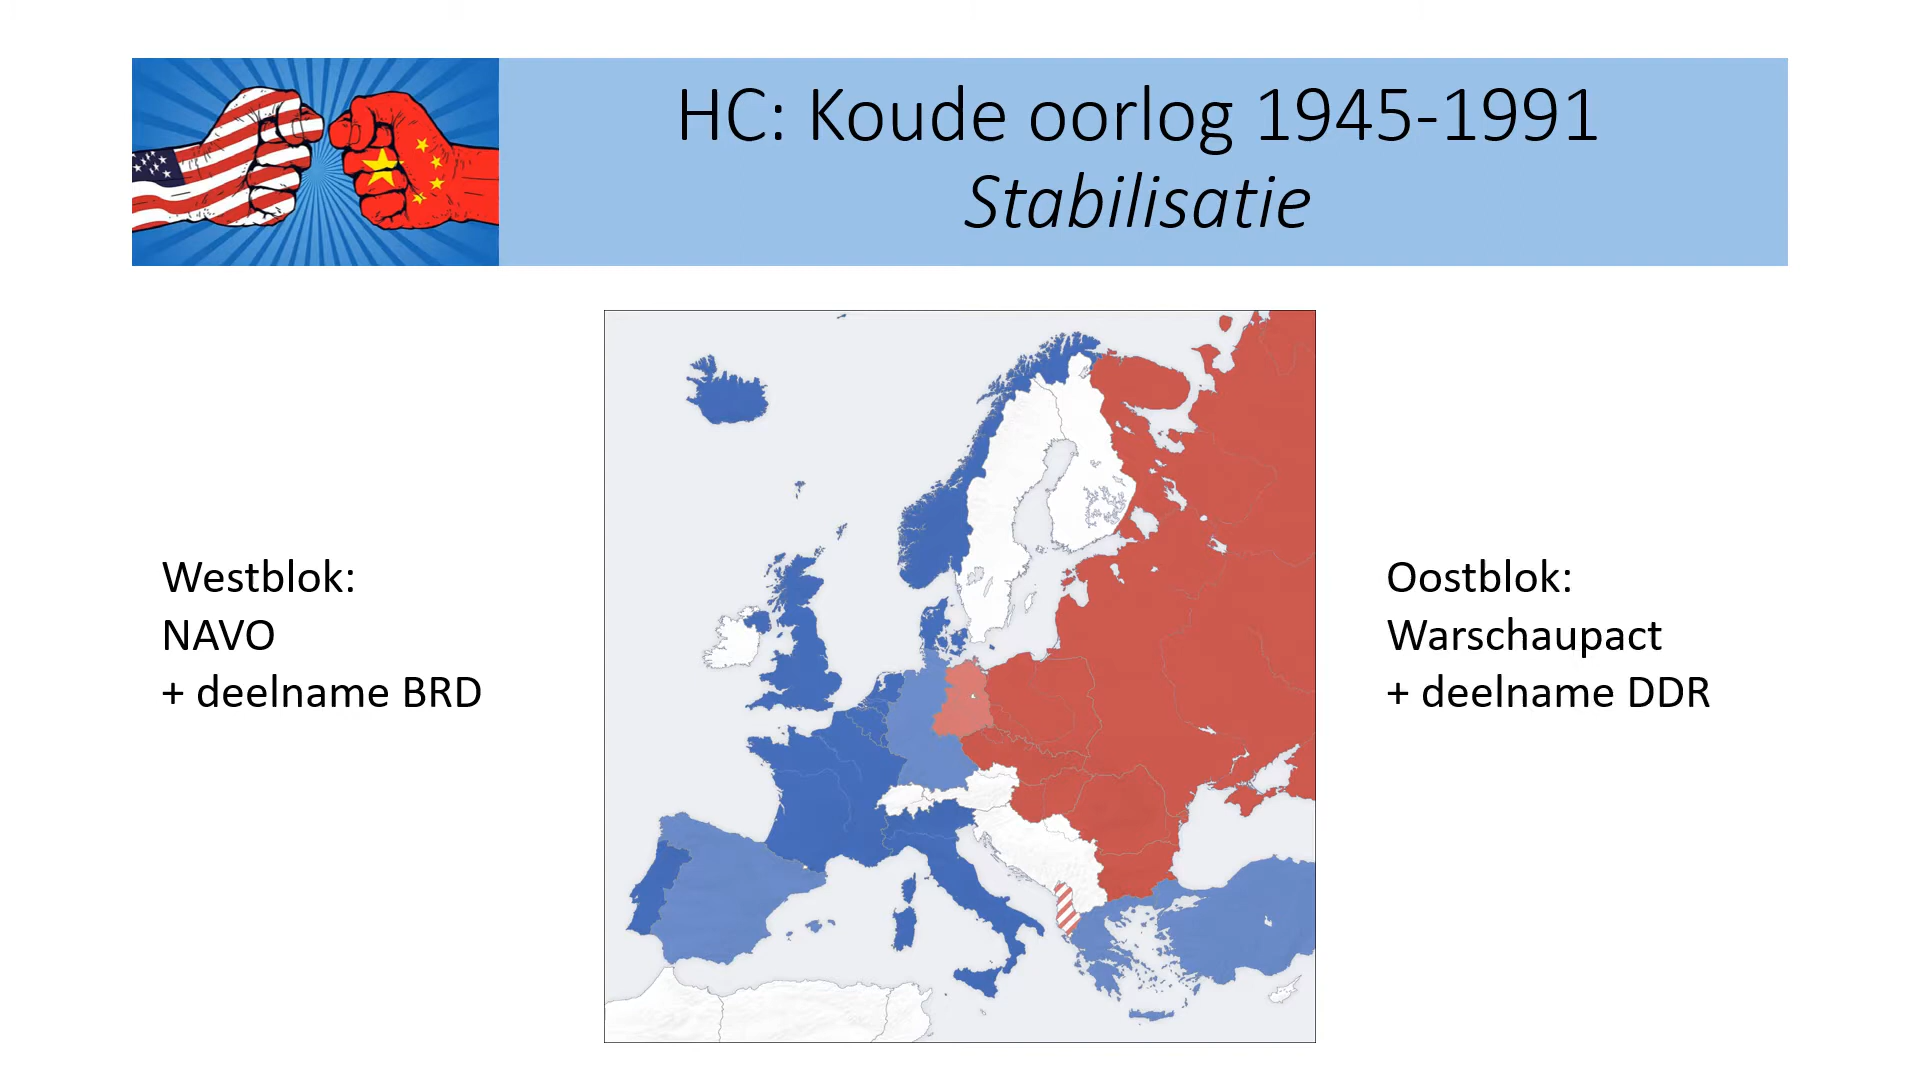 HC: Koude oorlog 1945-1991
Stabilisatie
Westblok:
NAVO
+ deelname BRD
Oostblok:
Warschaupact
+ deelname DDR